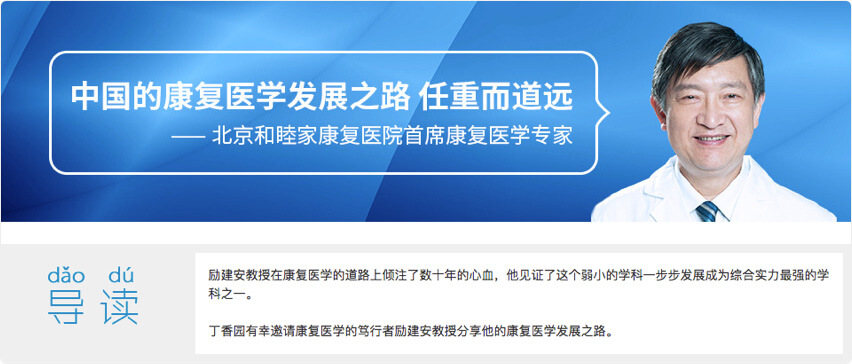 中国的康复医学发展之路 任重而道远
—— 北京和睦家康复医院首席康复医学专家
dǎo dú
导读
励建安教授在康复医学的道路上倾注了数十年的心血，他见证了这个弱小的学科一步步发展成为综合实力最强的学
科之一。
丁香园有幸邀请康复医学的笃行者励建安教授分享他的康复医学发展之路。